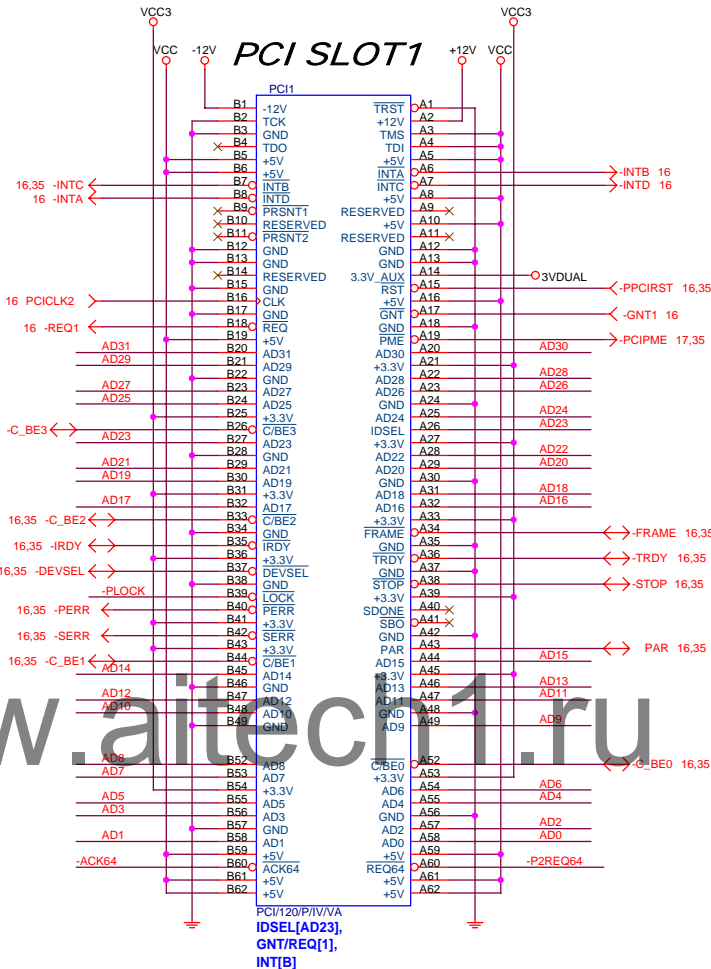 VCC3 VCC3
VCC -12V PCI SLOT1 +12V VCC
PCI1
B1 -12V TRST A1
B2 TCK +12V A2
B3 GND TMS A3
B4 TDO TDI A4
B5 +5V +5V A5
B6 +5V INTA A6 -INTB 16
16,35 -INTC B7 INTB INTC A7 -INTD 16
16 -INTA B8 INTD +5V A8
B9 PRSNT1 RESERVED A9
B10 RESERVED +5V A10
B11 PRSNT2 RESERVED A11
B12 GND GND A12
B13 GND GND A13
B14 RESERVED 3.3V_AUX A14 3VDUAL
B15 GND RST A15 -PPCIRST 16,35
16 PCICLK2 B16 CLK +5V A16
B17 GND GNT A17 -GNT1 16
16 -REQ1 B18 REQ GND A18
B19 +5V PME A19 -PCIPME 17,35
AD31 B20 AD31 AD30 A20 AD30
AD29 B21 AD29 +3.3V A21
B22 GND AD28 A22 AD28
AD27 B23 AD27 AD26 A23 AD26
AD25 B24 AD25 GND A24
B25 +3.3V AD24 A25 AD24
-C_BE3 B26 C/BE3 IDSEL A26 AD23
AD23 B27 AD23 +3.3V A27
B28 GND AD22 A28 AD22
AD21 B29 AD21 AD20 A29 AD20
AD19 B30 AD19 GND A30
B31 +3.3V AD18 A31 AD18
AD17 B32 AD17 AD16 A32 AD16
16,35 -C_BE2 B33 C/BE2 +3.3V A33
B34 GND FRAME A34 -FRAME 16,35
16,35 -IRDY B35 IRDY GND A35
B36 +3.3V TRDY A36 -TRDY 16,35
16,35 -DEVSEL B37 DEVSEL GND A37
B38 GND STOP A38 -STOP 16,35
-PLOCK B39 LOCK +3.3V A39
16,35 -PERR B40 PERR SDONE A40
B41 +3.3V SBO A41
16,35 -SERR B42 SERR GND A42
B43 +3.3V PAR A43 PAR 16,35
16,35 -C_BE1 B44 C/BE1 AD15 A44 AD15
AD14 B45 AD14 +3.3V A45
B46 GND AD13 A46 AD13
AD12 B47 AD12 AD11 A47 AD11
AD10 B48 AD10 GND A48
B49 GND AD9 A49 AD9
w.aitech1.ru
AD8 B52 AD8 C/BE0 A52 -C_BE0 16,35
AD7 B53 AD7 +3.3V A53
B54 +3.3V AD6 A54 AD6
AD5 B55 AD5 AD4 A55 AD4
AD3 B56 AD3 GND A56
B57 GND AD2 A57 AD2
AD1 B58 AD1 AD0 A58 AD0
B59 +5V +5V A59
-ACK64 B60 ACK64 REQ64 A60 -P2REQ64
B61 +5V +5V A61
B62 +5V +5V A62
PCI/120/P/IV/VA
IDSEL[AD23],
GNT/REQ[1],
INT[B]